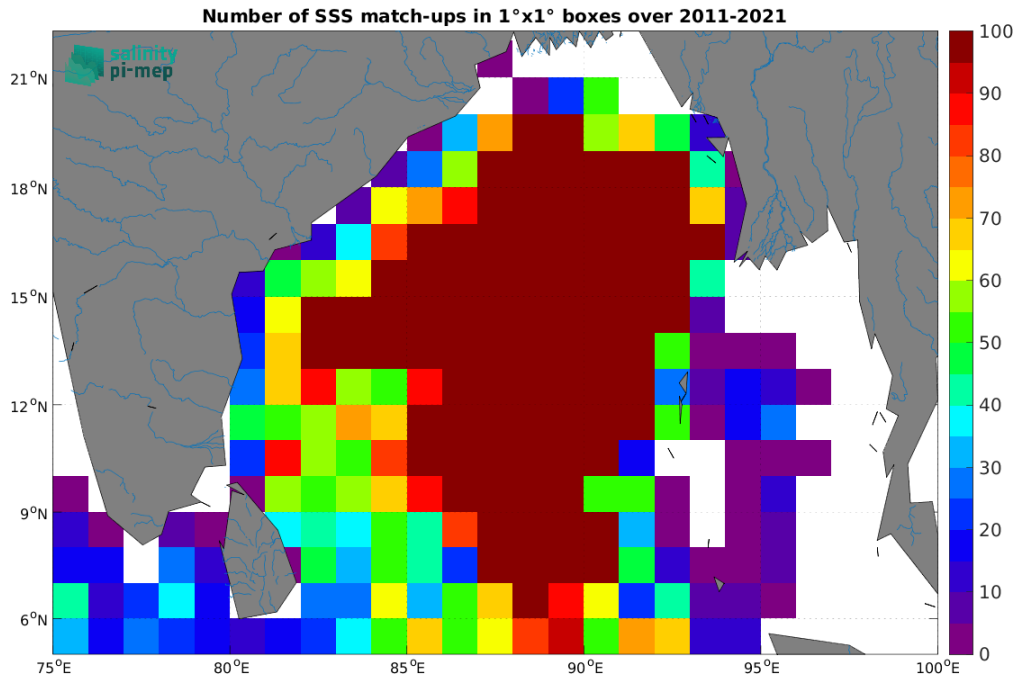 Number of SSS match-ups in 1°x1° boxes over 2011-2021
salinity
pi-mep
21°N
18°N
15°N
12°N
9°N
6°N
75°E 80°E 85°E 90°E 95°E 100°E
100
90
80
70
60
50
40
30
20
10
0